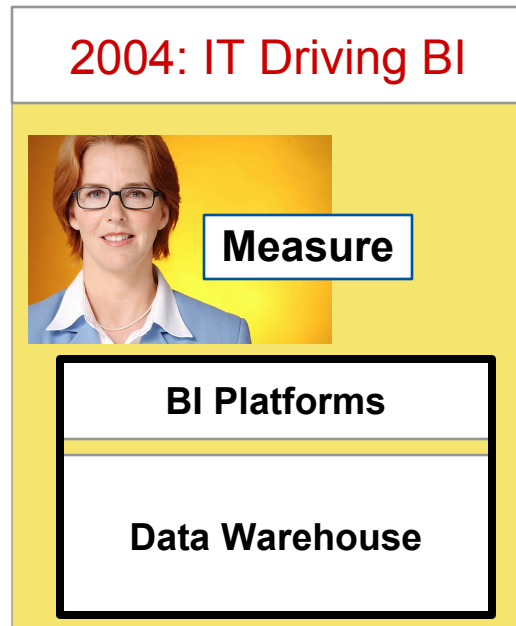 2004: IT Driving BI
Measure
BI Platforms
Data Warehouse